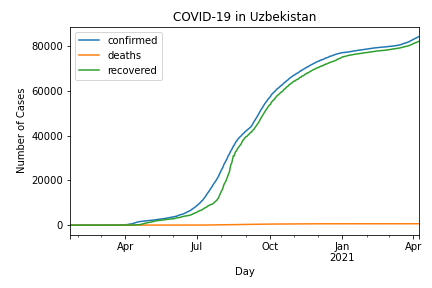 COVID-19 in Uzbekistan
confirmed
deaths
recovered
Number of Cases
80000
60000
40000
20000
0
Apr Jul Oct Jan Apr
2021
Day